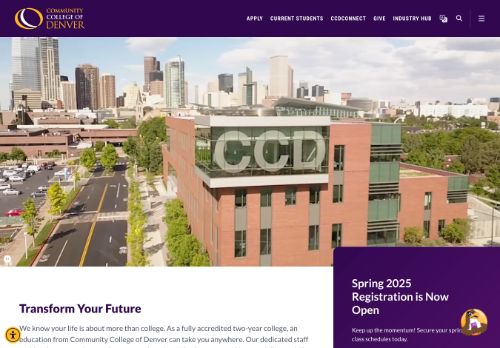 COMMUNITY
COLLEGE OF
DENVER
APPLY CURRENT STUDENTS CCDCONNECT GIVE INDUSTRY HUB
CCD
Spring 2025
Registration is Now
Open
Keep up the momentum! Secure your spring
class schedules today.
Transform Your Future
We know your life is about more than college. As a fully accredited two-year college, an
education from Community College of Denver can take you anywhere. Our dedicated staff